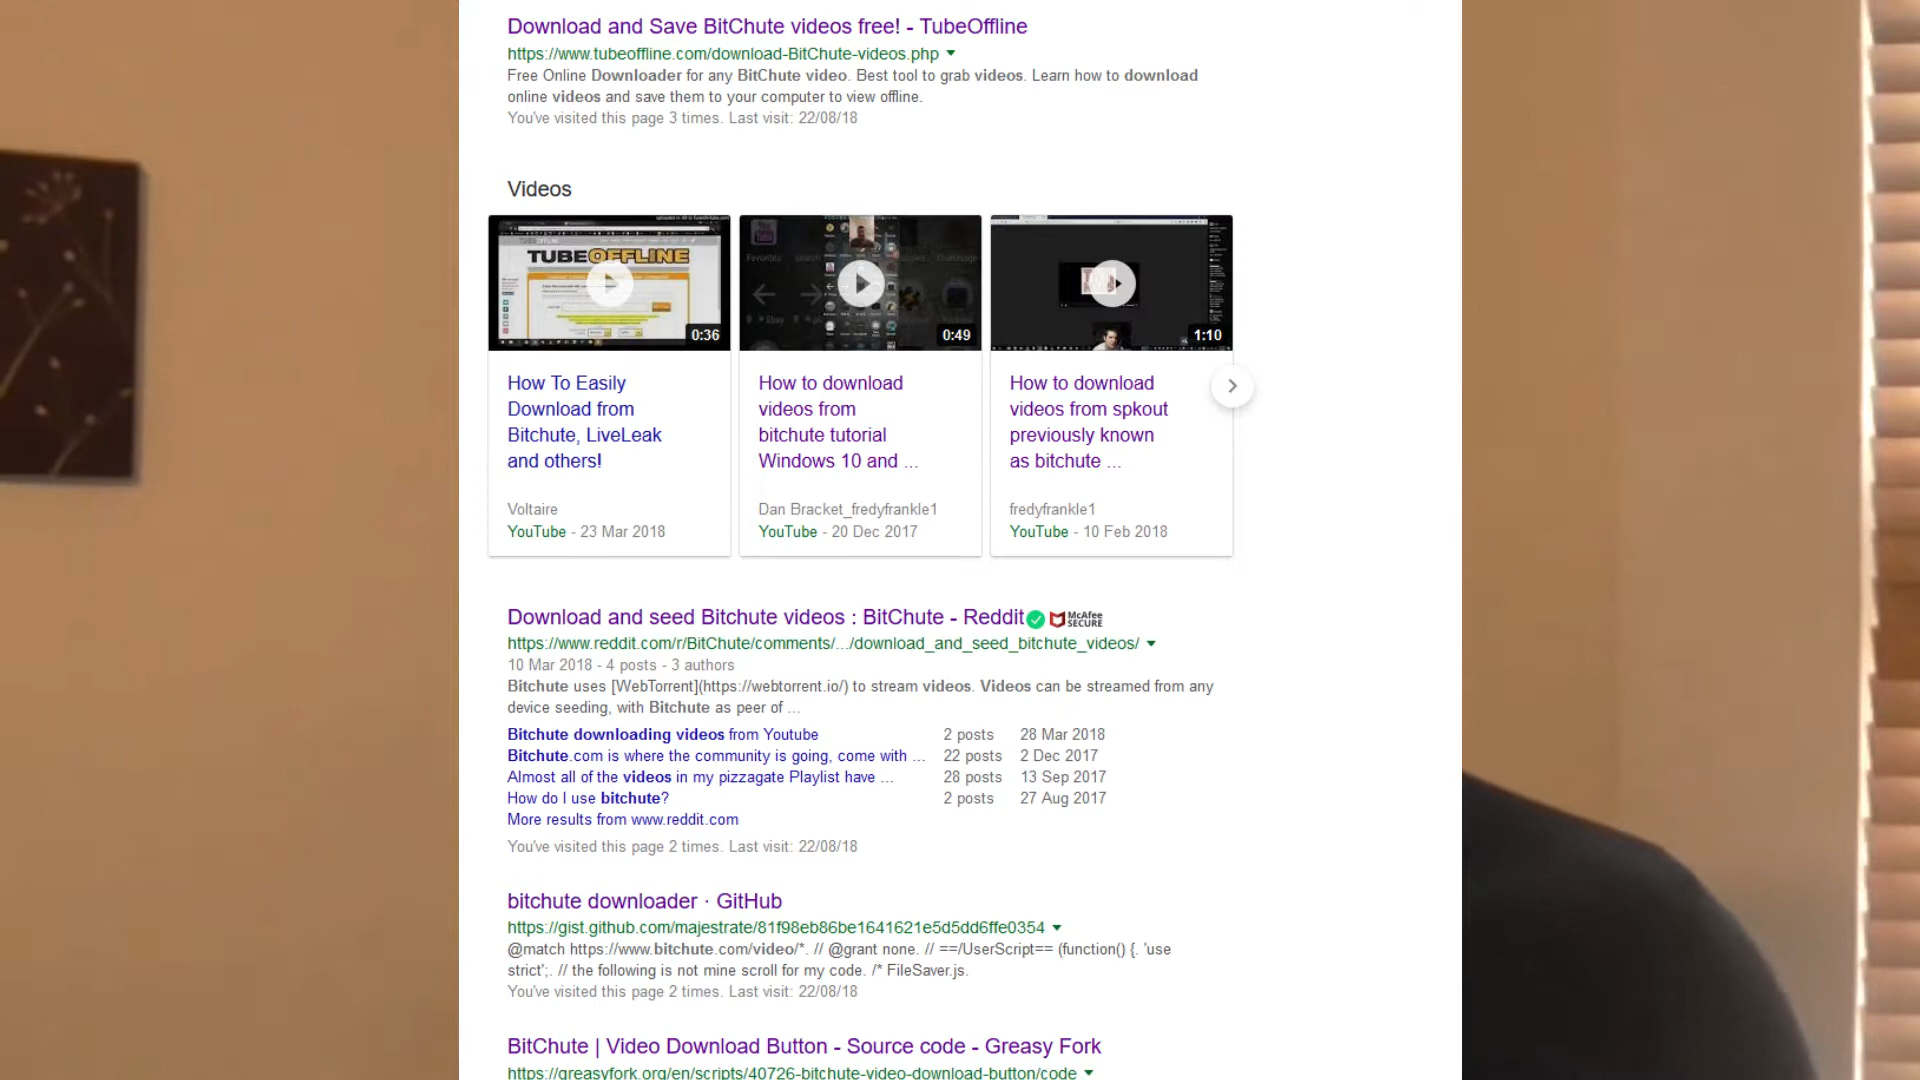 Download and Save BitChute videos free! - TubeOffline
https://www.tubeoffline.com/download-BitChute-videos.php
Free Online Downloader for any BitChute video. Best tool to grab videos. Learn how to download
online videos and save them to your computer to view offline.
You've visited this page 3 times. Last visit: 22/08/18
Videos
TUBEOFFLINE
0:36
0:49
1:10
How To Easily
Download from
Bitchute, LiveLeak
and others!
Voltaire
YouTube - 23 Mar 2018
How to download
videos from
bitchute tutorial
Windows 10 and ...
Dan Bracket_fredyfrankle1
YouTube - 20 Dec 2017
How to download
videos from spkout
previously known
as bitchute ...
fredyfrankle1
YouTube - 10 Feb 2018
Download and seed Bitchute videos : BitChute - Reddit McAfee SECURE
https://www.reddit.com/r/BitChute/comments/.../download_and_seed_bitchute_videos/
10 Mar 2018 - 4 posts - 3 authors
Bitchute uses [WebTorrent](https://webtorrent.io/) to stream videos. Videos can be streamed from any
device seeding, with Bitchute as peer of ...
Bitchute downloading videos from Youtube 2 posts 28 Mar 2018
Bitchute.com is where the community is going, come with ... 22 posts 2 Dec 2017
Almost all of the videos in my pizzagate Playlist have ... 28 posts 13 Sep 2017
How do I use bitchute? 2 posts 27 Aug 2017
More results from www.reddit.com
You've visited this page 2 times. Last visit: 22/08/18
bitchute downloader · GitHub
https://gist.github.com/majestrate/81f98eb86be1641621e5d5dd6ffe0354
@match https://www.bitchute.com/video/*. // @grant none. // ==/UserScript== (function() {. 'use
strict';. // the following is not mine scroll for my code. /* FileSaver.js.
You've visited this page 2 times. Last visit: 22/08/18
BitChute | Video Download Button - Source code - Greasy Fork
https://greasyfork.org/en/scripts/40726-bitchute-video-download-button/code